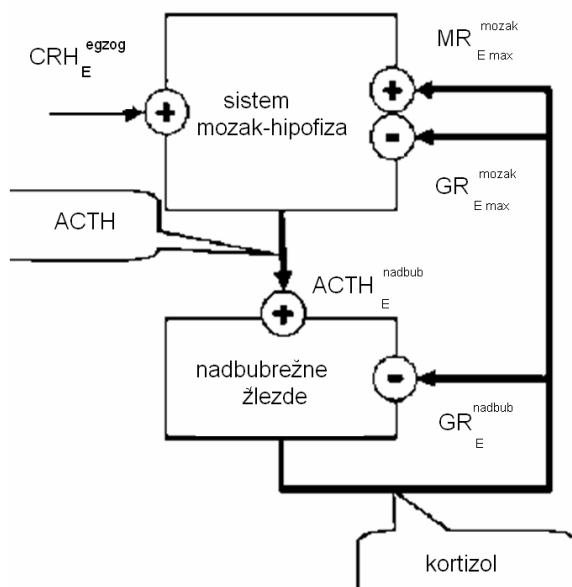 CRH E egzog
MR E max mozak
sistem
mozak-hipofiza
+
+
-
GR E max mozak
ACTH
ACTH E nadbub
+
nadbubrežne
žlezde
-
GR E nadbub
kortizol